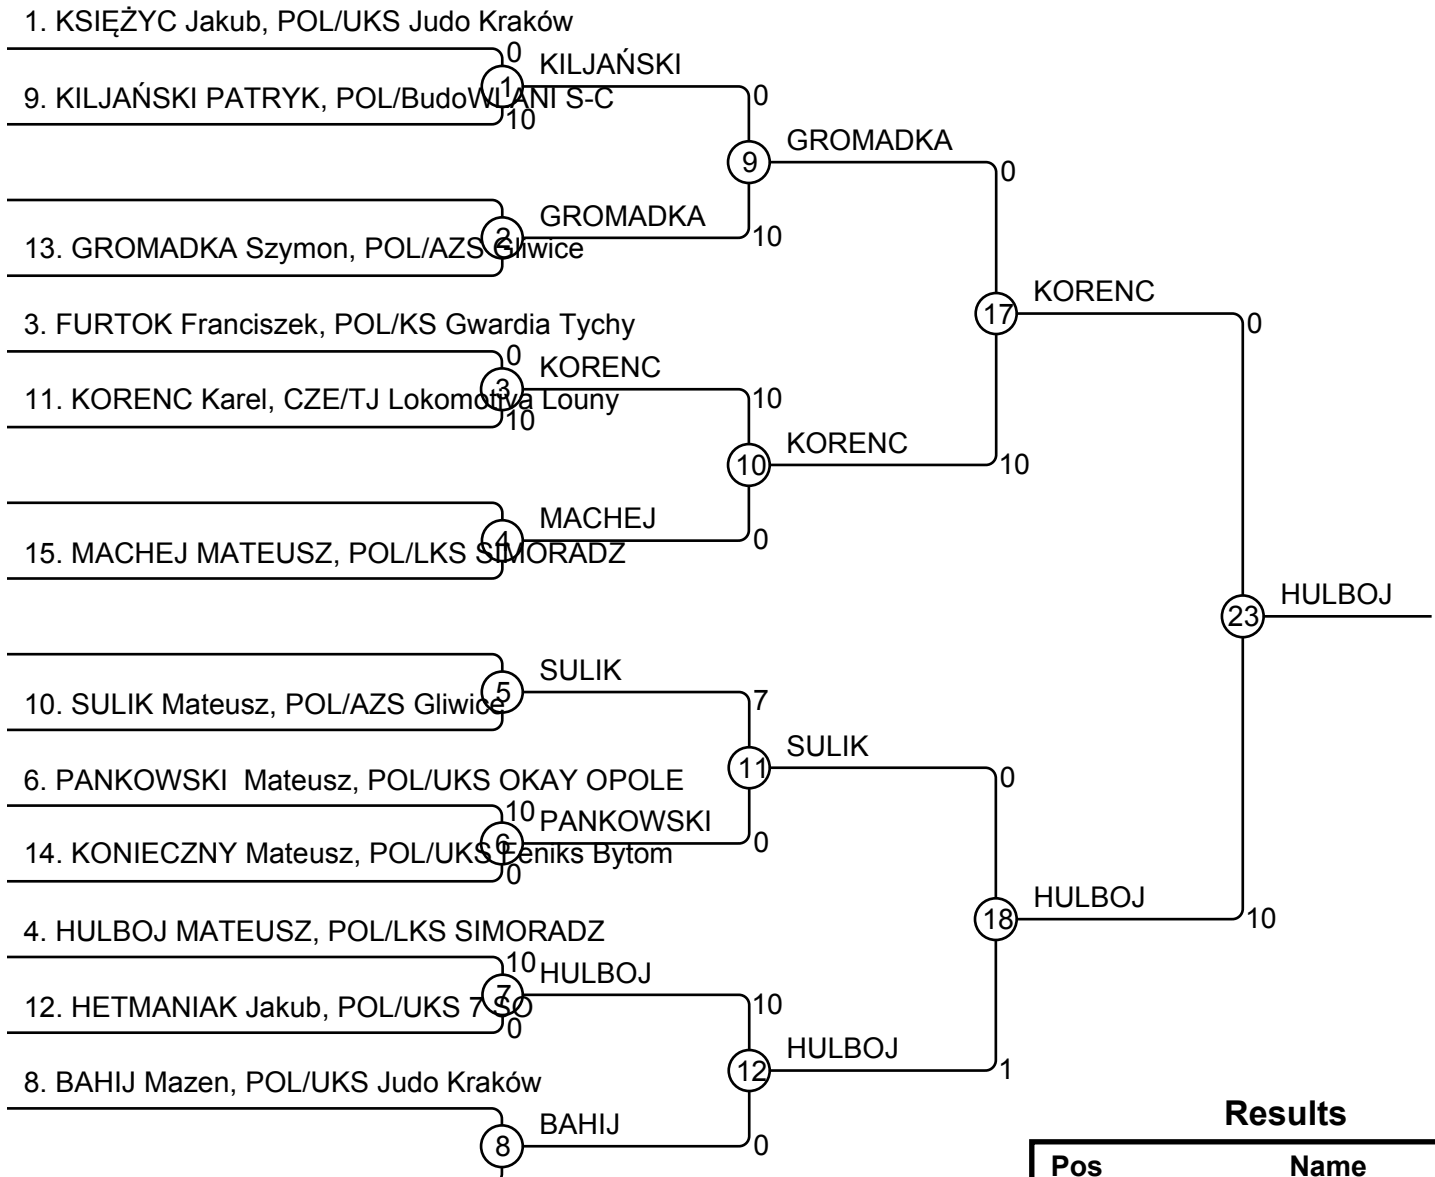 1. KSIĘŻYC Jakub, POL/UKS Judo Kraków
0
1
KILJAŃSKI
9. KILJAŃSKI PATRYK, POL/BudoWLANI S-C
10
0
9
GROMADKA
2
GROMADKA
10
13. GROMADKA Szymon, POL/AZS Gliwice
0
17
KORENC
3. FURTOK Franciszek, POL/KS Gwardia Tychy
0
3
KORENC
11. KORENC Karel, CZE/TJ Lokomotiva Louny
10
10
10
KORENC
10
4
MACHEJ
0
15. MACHEJ MATEUSZ, POL/LKS SIMORADZ
0
23
HULBOJ
5
SULIK
10. SULIK Mateusz, POL/AZS Gliwice
7
11
SULIK
6. PANKOWSKI  Mateusz, POL/UKS OKAY OPOLE
10
6
PANKOWSKI
0
14. KONIECZNY Mateusz, POL/UKS Feniks Bytom
0
0
18
HULBOJ
10
4. HULBOJ MATEUSZ, POL/LKS SIMORADZ
10
7
HULBOJ
12. HETMANIAK Jakub, POL/UKS 7 SO
0
10
12
HULBOJ
1
8. BAHIJ Mazen, POL/UKS Judo Kraków
8
BAHIJ
0
Results
Pos Name